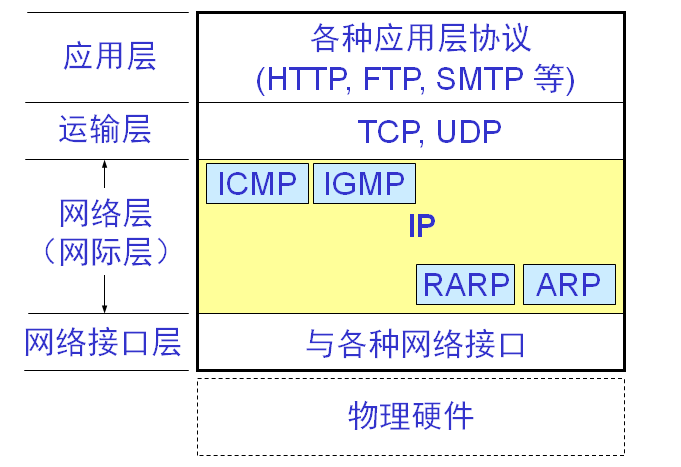 应用层
各种应用层协议
(HTTP, FTP, SMTP 等)
运输层
TCP, UDP
ICMP
IGMP
网络层
（网际层）
IP
RARP
ARP
网络接口层
与各种网络接口
物理硬件